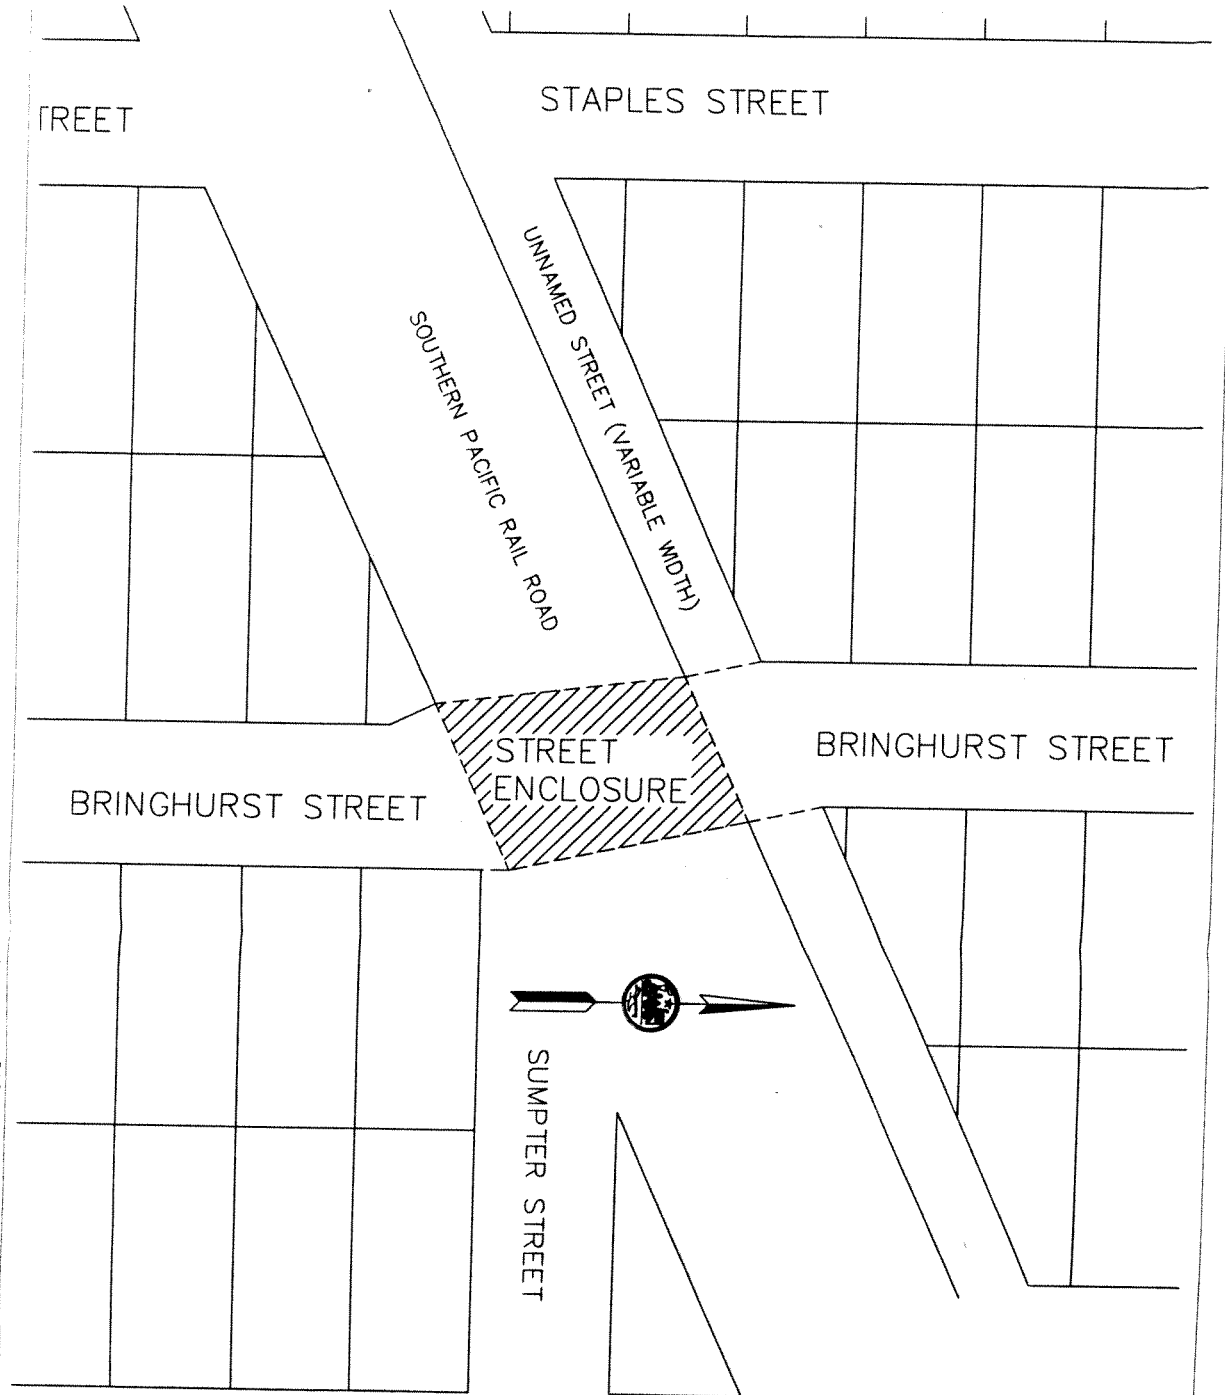 STAPLES STREET
TREET
UNNAMED STREET (VARIABLE WIDTH)
SOUTHERN PACIFIC RAIL ROAD
STREET
ENCLOSURE
BRINGHURST STREET
BRINGHURST STREET
SUMPTER STREET